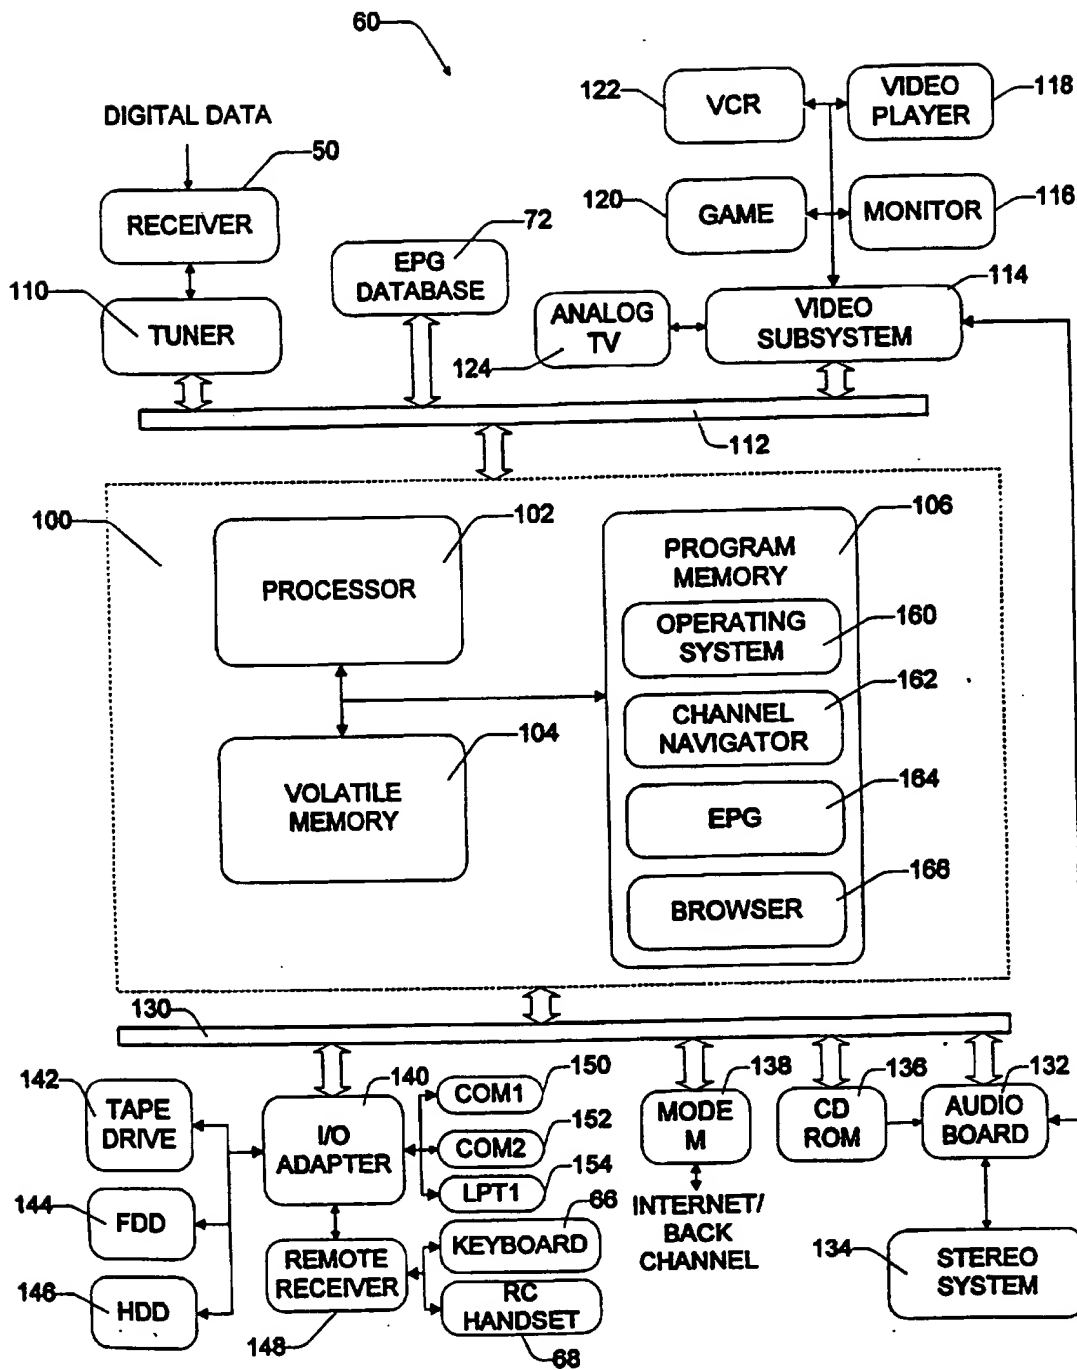 60
122
VCR
VIDEO
PLAYER
118
DIGITAL DATA
50
RECEIVER
120
GAME
MONITOR
116
72
EPG
DATABASE
110
TUNER
ANALOG
TV
124
VIDEO
SUBSYSTEM
114
112
100
102
PROCESSOR
106
PROGRAM
MEMORY
OPERATING
SYSTEM
160
162
CHANNEL
NAVIGATOR
104
VOLATILE
MEMORY
164
EPG
168
BROWSER
130
142
TAPE
DRIVE
140
I/O
ADAPTER
COM1
150
COM2
152
LPT1
154
138
MODE
M
136
CD
ROM
132
AUDIO
BOARD
144
FDD
66
KEYBOARD
INTERNET/
BACK
CHANNEL
REMOTE
RECEIVER
148
RC
HANDSET
68
134
STEREO
SYSTEM
146
HDD